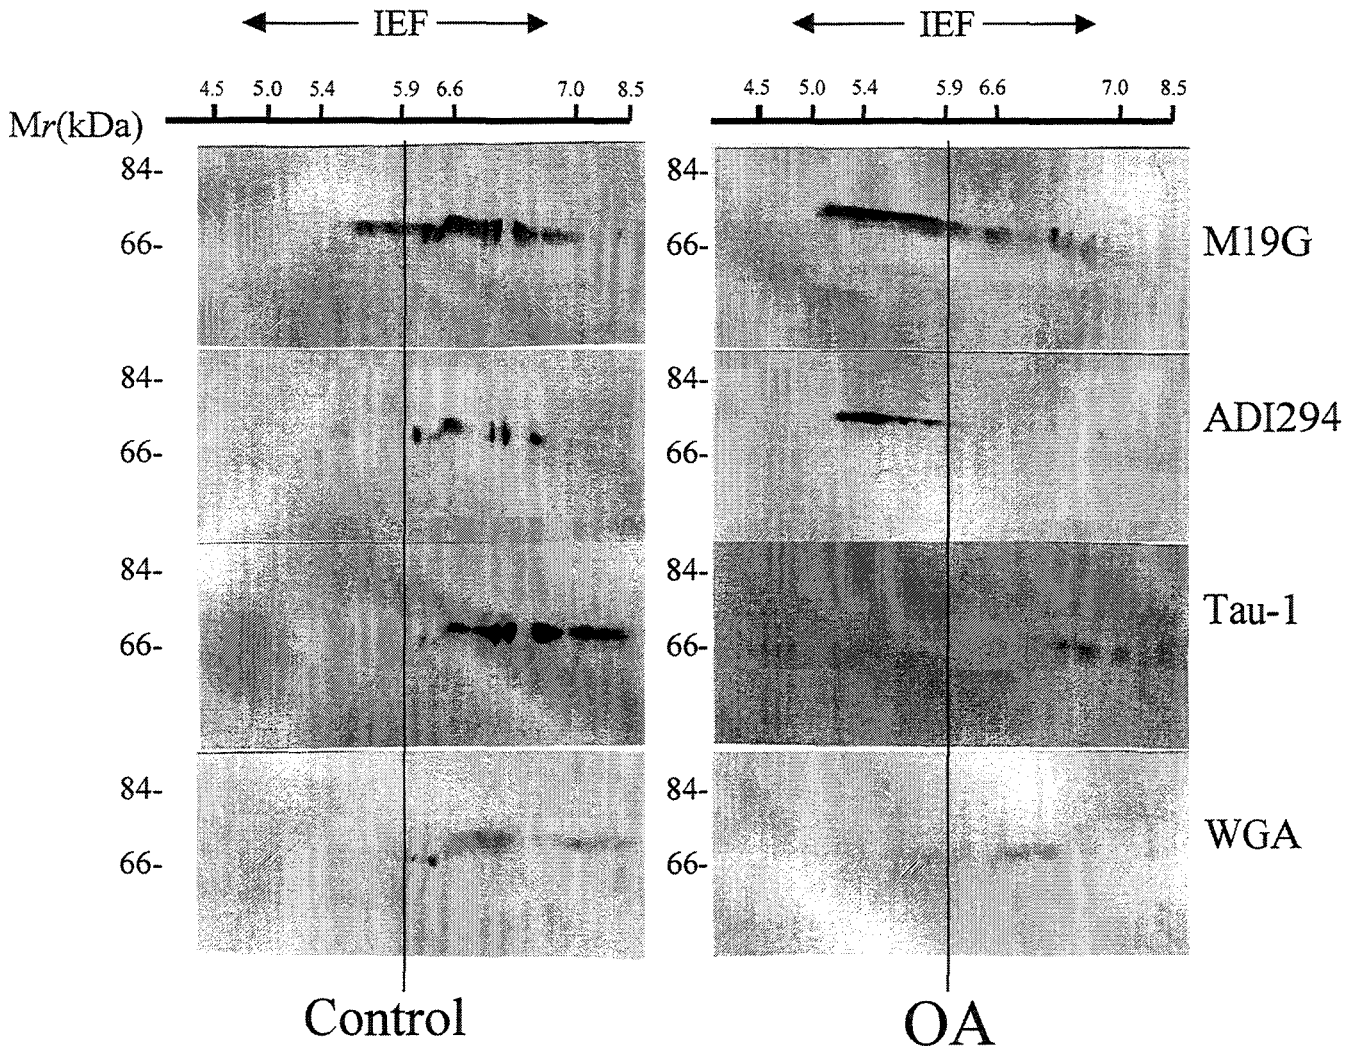 IEF IEF
4.5 5.0 5.4 5.9 6.6 7.0 8.5 4.5 5.0 5.4 5.9 6.6 7.0 8.5
Mr(kDa)
84- 84-
66- 66- M19G
84- 84-
66- 66- ADI294
84- 84-
66- 66- Tau-1
84- 84-
66- 66- WGA
Control OA